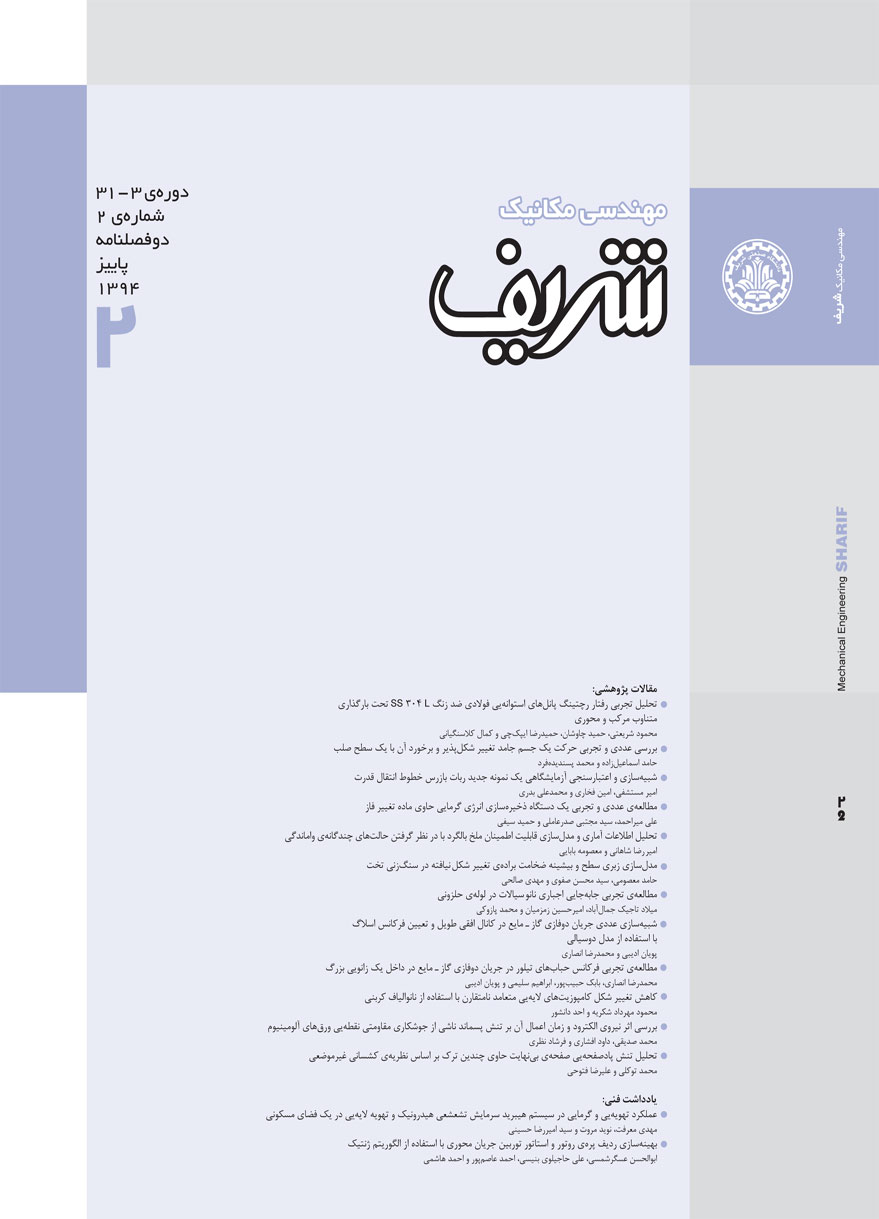 دوره‌ی ۳ - ۳۱
شماره‌ی ۲
دوفصلنامه
پاییز
۱۳۹۴
۲
مهندسی مکانیک
شریف
مهندسی مکانیک شریف
Mechanical Engineering SHARIF
مقالات پژوهشی:
تحلیل تجربی رفتار رچتینگ پانل‌های استوانه‌یی فولادی ضد زنگ SS ۳۰۴ L تحت بارگذاری
متناوب مرکب و محوری
محمود شریعتی، حمید چاوشان، حمیدرضا ایپک‌چی و کمال کلاسنگیانی
بررسی عددی و تجربی حرکت یک جسم جامد تغییر شکل‌پذیر و برخورد آن با یک سطح صلب
حامد اسماعیل‌زاده و محمد پسندیده‌فرد
شبیه‌سازی و اعتبارسنجی آزمایشگاهی یک نمونه جدید ربات بازرس خطوط انتقال قدرت
امیر مستشفی، امین فخاری و محمدعلی بدری
مطالعه‌ی عددی و تجربی یک دستگاه ذخیره‌سازی انرژی گرمایی حاوی ماده تغییر فاز
علی میراحمد، سید مجتبی صدرعاملی و حمید سیفی
تحلیل اطلاعات آماری و مدل‌سازی قابلیت اطمینان ملخ بالگرد با در نظر گرفتن حالت‌های چندگانه‌ی واماندگی
امیررضا شاهانی و معصومه بابایی
مدل‌سازی زبری سطح و بیشینه ضخامت براده‌ی تغییر شکل‌نیافته در سنگ‌زنی تخت
حامد معصومی، سید محسن صفوی و مهدی صالحی
مطالعه‌ی تجربی جابه‌جایی اجباری نانوسیالات در لوله‌ی حلزونی
میلاد تاجیک جمال‌آباد، امیرحسین زمزمیان و محمد پازوکی
شبیه‌سازی عددی جریان دوفازی گاز ـ مایع در کانال افقی طویل و تعیین فرکانس اسلاگ
با استفاده از مدل دوسیالی
پویان ادیبی و محمدرضا انصاری
مطالعه‌ی تجربی فرکانس حباب‌های تیلور در جریان دوفازی گاز ـ مایع در داخل یک زانویی بزرگ
محمدرضا انصاری، بابک حبیب‌پور، ابراهیم سلیمی و پویان ادیبی
کاهش تغییر شکل کامپوزیت‌های لایه‌یی متعامد نامتقارن با استفاده از نانوالیاف کربنی
محمود مهرداد شکریه و احد دانشور
بررسی اثر نیروی الکترود و زمان اعمال آن بر تنش پسماند ناشی از جوشکاری مقاومتی نقطه‌یی ورق‌های آلومینیوم
محمد صدیقی، داود افشاری و فرشاد نظری
تحلیل تنش پادصفحه‌یی صفحه‌ی بی‌نهایت حاوی چندین ترک بر اساس نظریه‌ی کشسانی غیرموضعی
محمد توکلی و علیرضا فتوحی
یادداشت فنی:
عملکرد تهویه‌یی و گرمایی در سیستم هیبرید سرمایش تشعشعی هیدرونیک و تهویه لایه‌یی در یک فضای مسکونی
مهدی معرفت، نوید مروت و سید امیررضا حسینی
بهینه‌سازی ردیف پره‌ی روتور و استاتور توربین جریان محوری با استفاده از الگوریتم ژنتیک
ابوالحسن عسگرشمسی، علی حاجیلوی بنیسی، احمد عاصم‌پور و احمد هاشمی